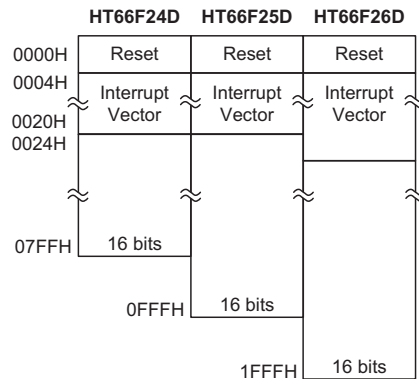 HT66F24D HT66F25D HT66F26D
0000H Reset Reset Reset
0004H
Interrupt Vector Interrupt Vector Interrupt Vector
0020H
0024H
07FFH 16 bits
0FFFH 16 bits
1FFFH 16 bits